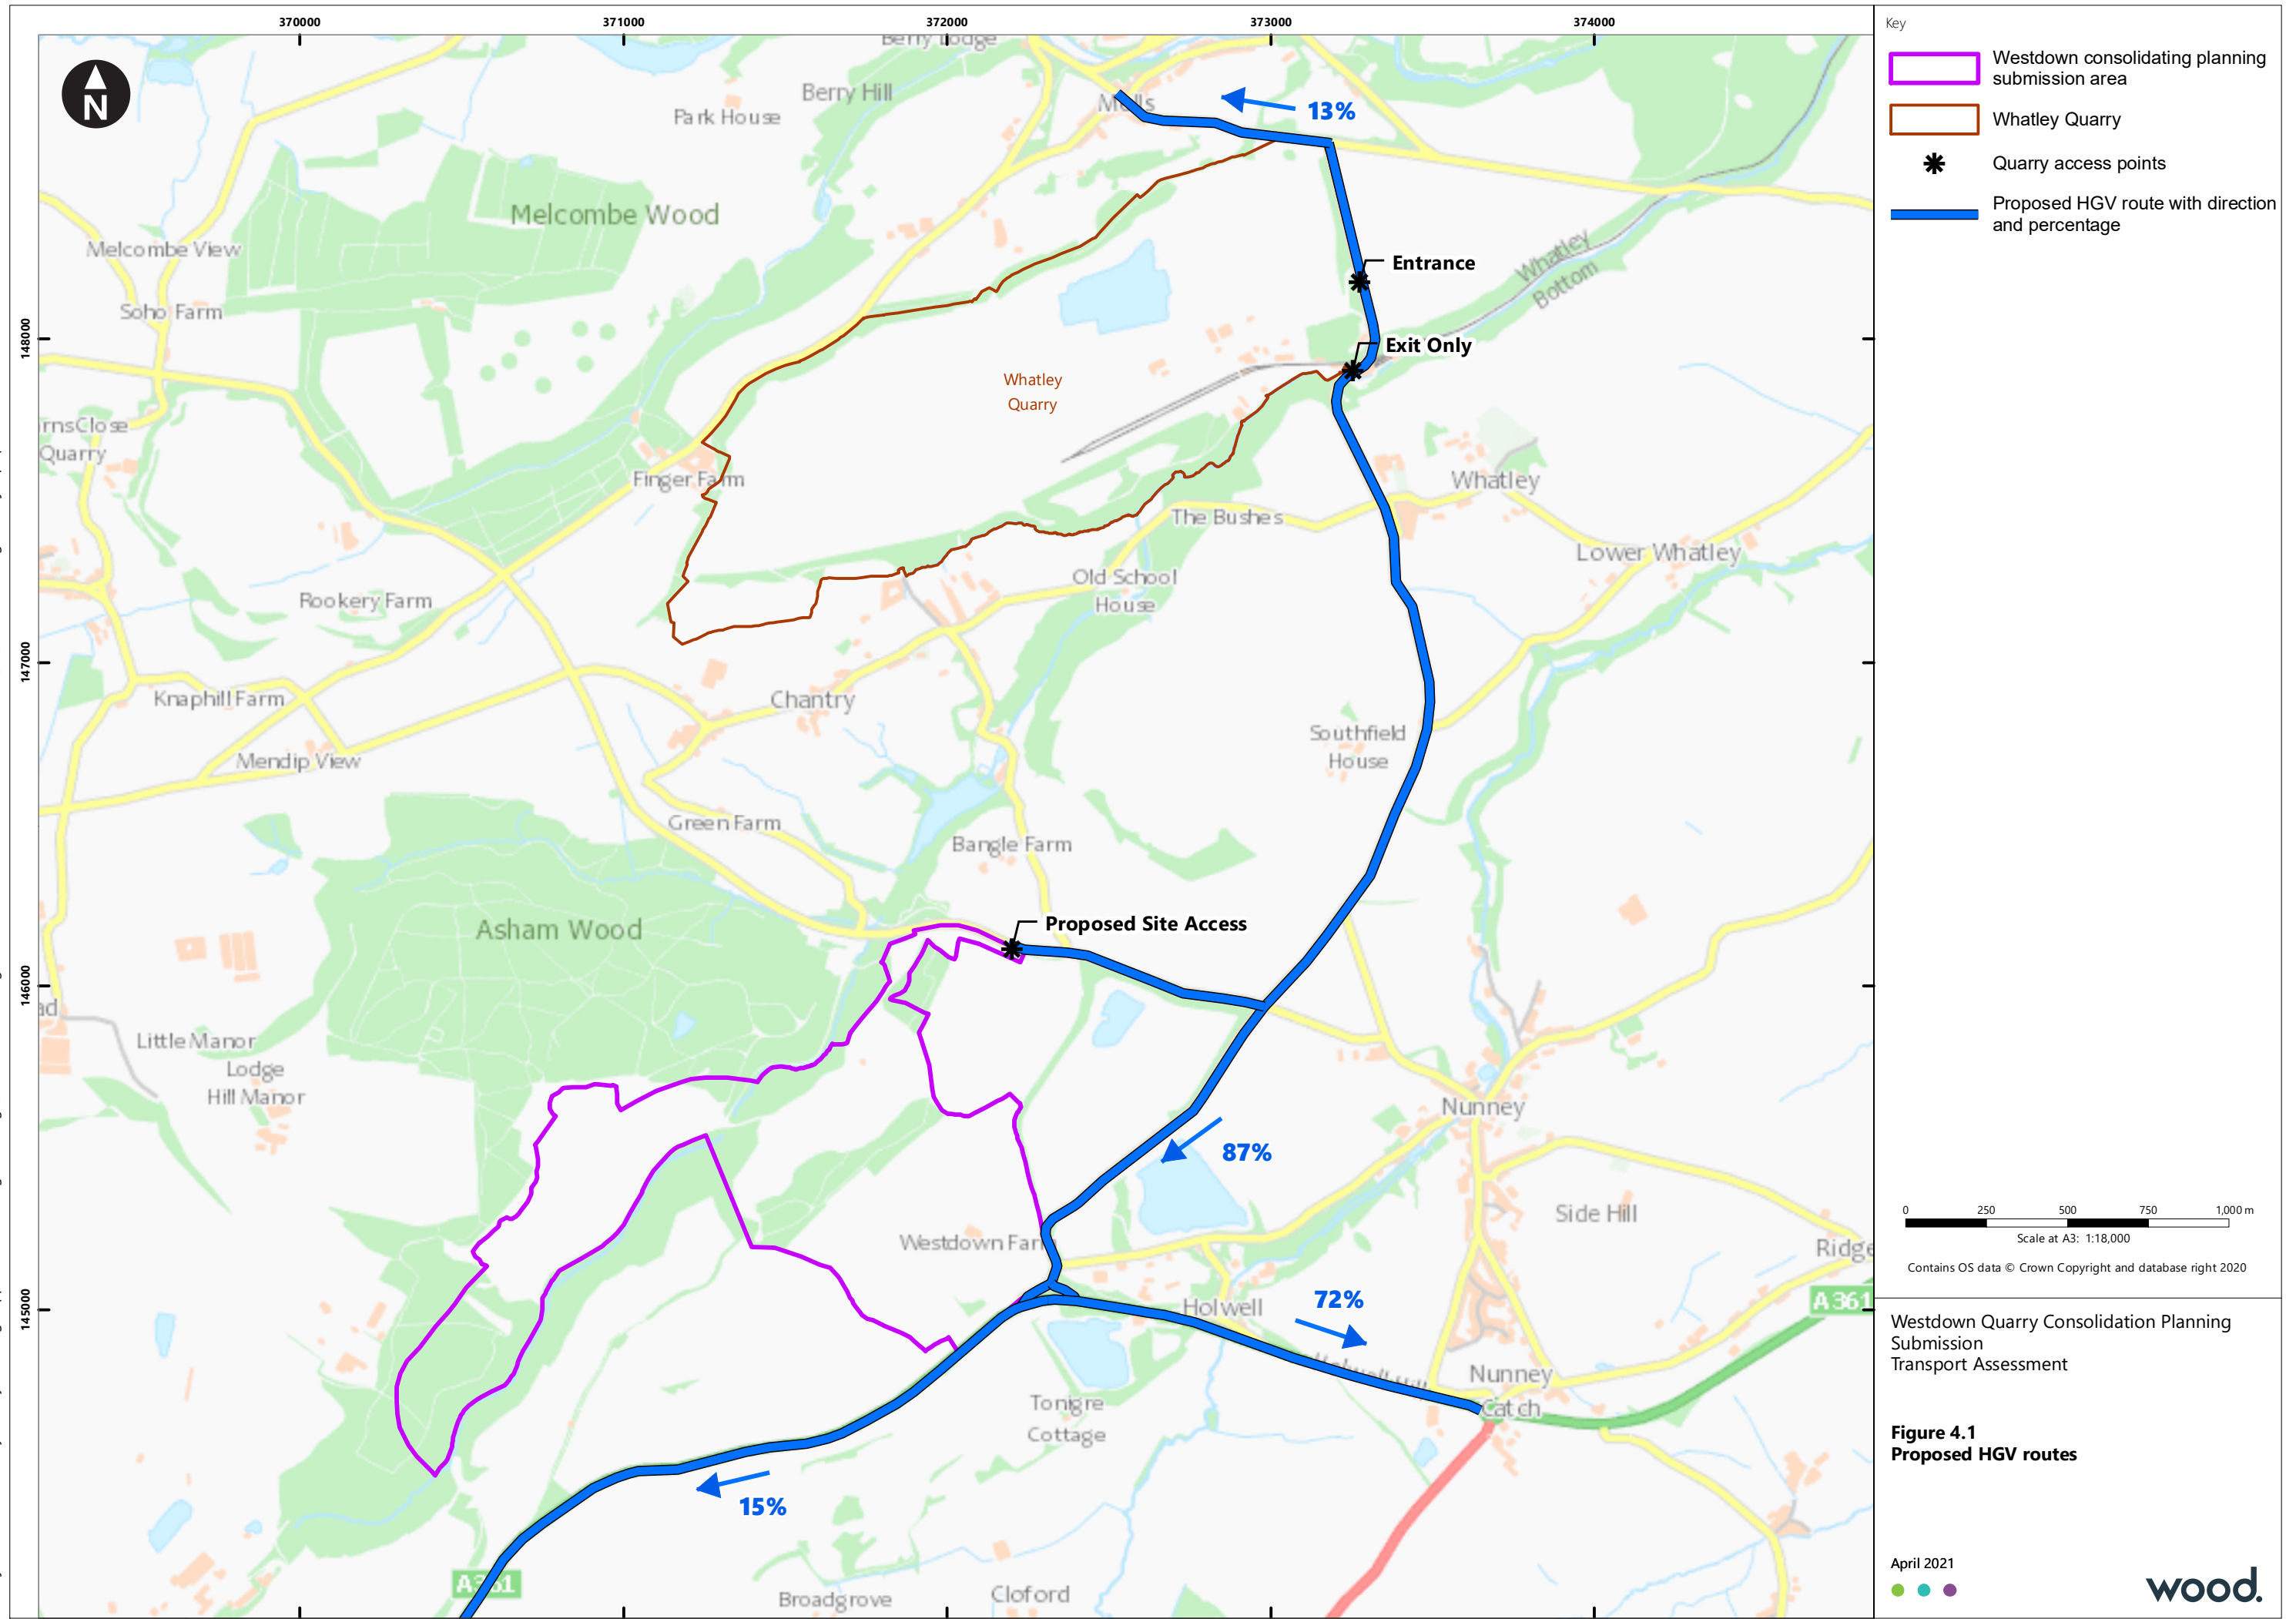 370000
371000
372000
373000
374000
148000
147000
146000
145000
N
Berry Lodge
Berry Hill
Park House
Mells
13%
Melcombe Wood
Melcombe View
Soho Farm
Entrance
Whatley
Bottom
Exit Only
Whatley
Quarry
rnsClose
Quarry
Finger Farm
Whatley
The Bushes
Lower Whatley
Old School
House
Rookery Farm
Knaphill Farm
Chantry
Mendip View
Southfield
House
Green Farm
Bangle Farm
Asham Wood
Proposed Site Access
ad
Little Manor
Lodge
Hill Manor
Nunney
87%
Westdown Farm
Side Hill
Ridge
Holwell
72%
A361
Holwell Hill
Nunney
Catch
Tonigre
Cottage
15%
A361
Broadgrove
Cloford
Key
Westdown consolidating planning
submission area
Whatley Quarry
Quarry access points
Proposed HGV route with direction
and percentage
0 250 500 750 1,000 m
Scale at A3: 1:18,000
Contains OS data © Crown Copyright and database right 2020
Westdown Quarry Consolidation Planning
Submission
Transport Assessment
Figure 4.1
Proposed HGV routes
April 2021
wood.